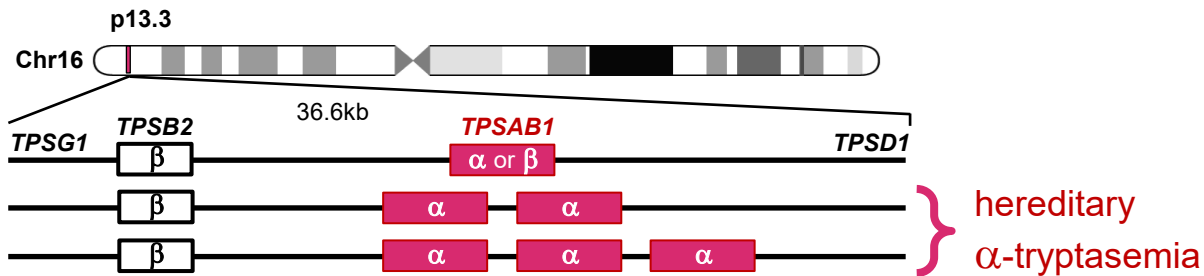 p13.3
Chr16
36.6kb
TPSG1 TPSB2 TPSAB1 TPSD1
β α or β
β α α
β α α α
hereditary
α-tryptasemia